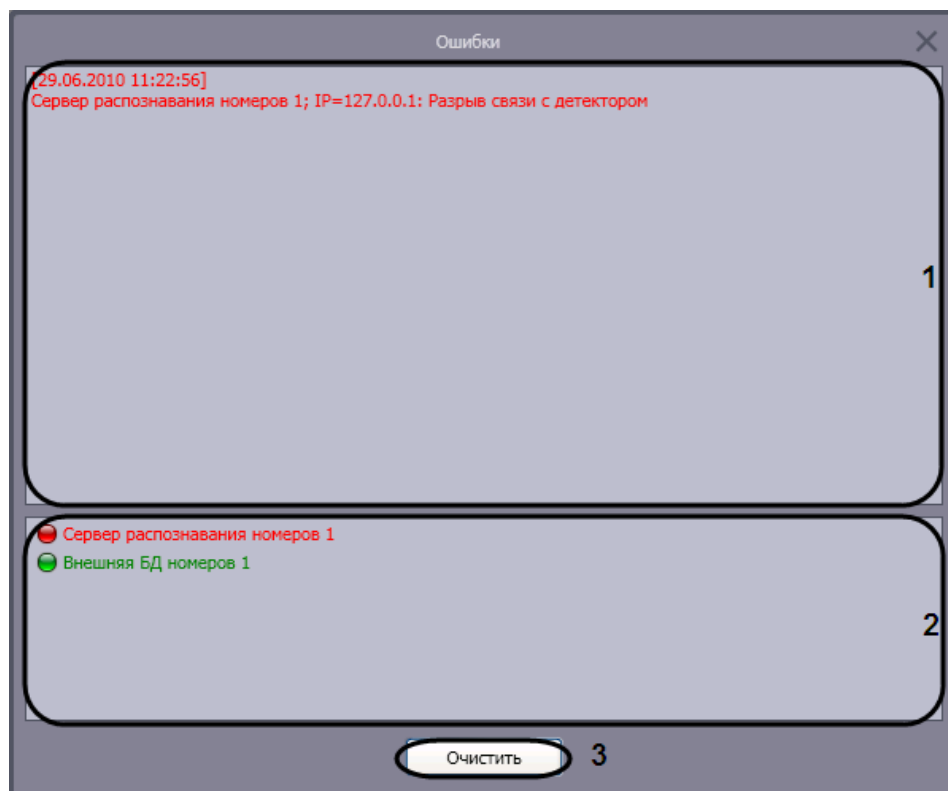 Ошибки
[29.06.2010 11:22:56]
Сервер распознавания номеров 1; IP=127.0.0.1: Разрыв связи с детектором
1
Сервер распознавания номеров 1
Внешняя БД номеров 1
2
Очистить 3